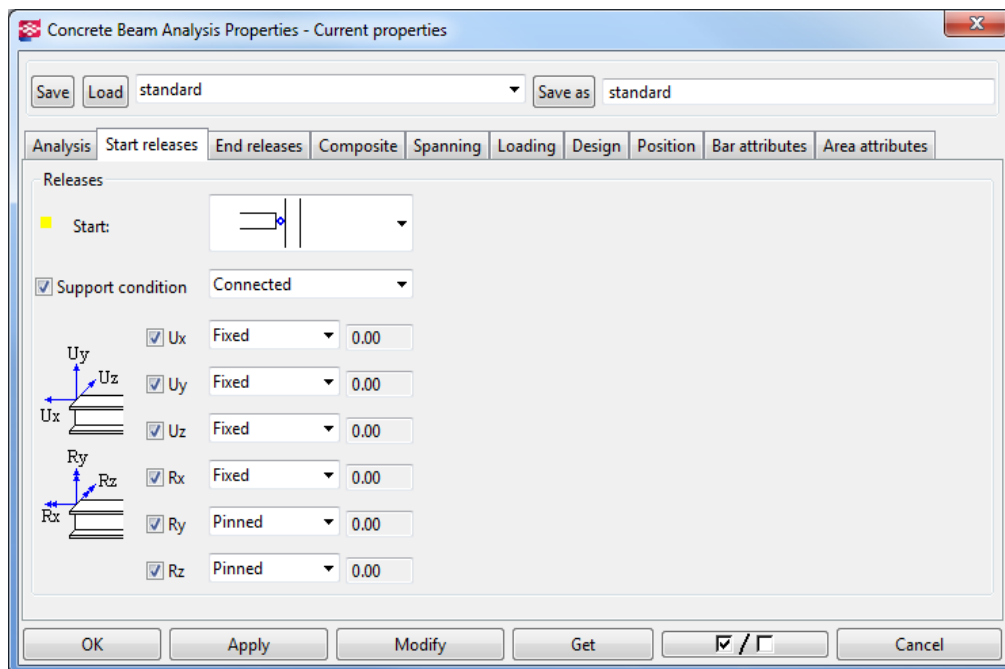 Concrete Beam Analysis Properties - Current properties
Save Load standard Save as standard
Analysis Start releases End releases Composite Spanning Loading Design Position Bar attributes Area attributes
Releases
Start:
Support condition Connected
Ux Fixed 0.00
Uy
Uz
Ux
Uy Fixed 0.00
Uz Fixed 0.00
Ry
Rz
Rx
Rx Fixed 0.00
Ry Pinned 0.00
Rz Pinned 0.00
OK Apply Modify Get / Cancel